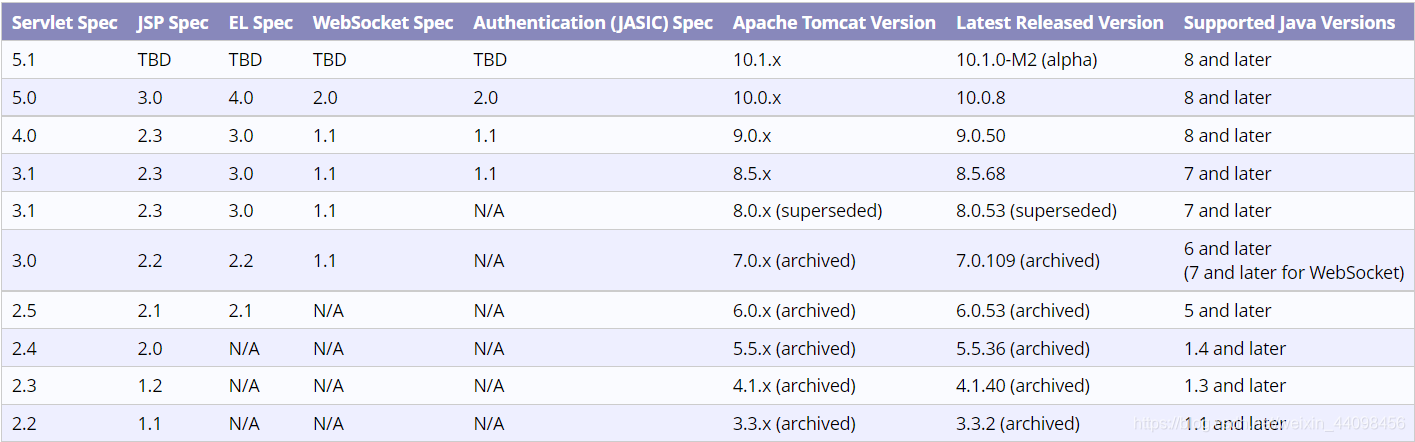 Servlet Spec JSP Spec EL Spec WebSocket Spec Authentication (JASIC) Spec Apache Tomcat Version Latest Released Version Supported Java Versions
5.1 TBD TBD TBD TBD 10.1.x 10.1.0-M2 (alpha) 8 and later
5.0 3.0 4.0 2.0 2.0 10.0.x 10.0.8 8 and later
4.0 2.3 3.0 1.1 1.1 9.0.x 9.0.50 8 and later
3.1 2.3 3.0 1.1 1.1 8.5.x 8.5.68 7 and later
3.1 2.3 3.0 1.1 N/A 8.0.x (superseded) 8.0.53 (superseded) 7 and later
3.0 2.2 2.2 1.1 N/A 7.0.x (archived) 7.0.109 (archived) 6 and later
(7 and later for WebSocket)
2.5 2.1 2.1 N/A N/A 6.0.x (archived) 6.0.53 (archived) 5 and later
2.4 2.0 N/A N/A N/A 5.5.x (archived) 5.5.36 (archived) 1.4 and later
2.3 1.2 N/A N/A N/A 4.1.x (archived) 4.1.40 (archived) 1.3 and later
2.2 1.1 N/A N/A N/A 3.3.x (archived) 3.3.2 (archived) 1.1 and later